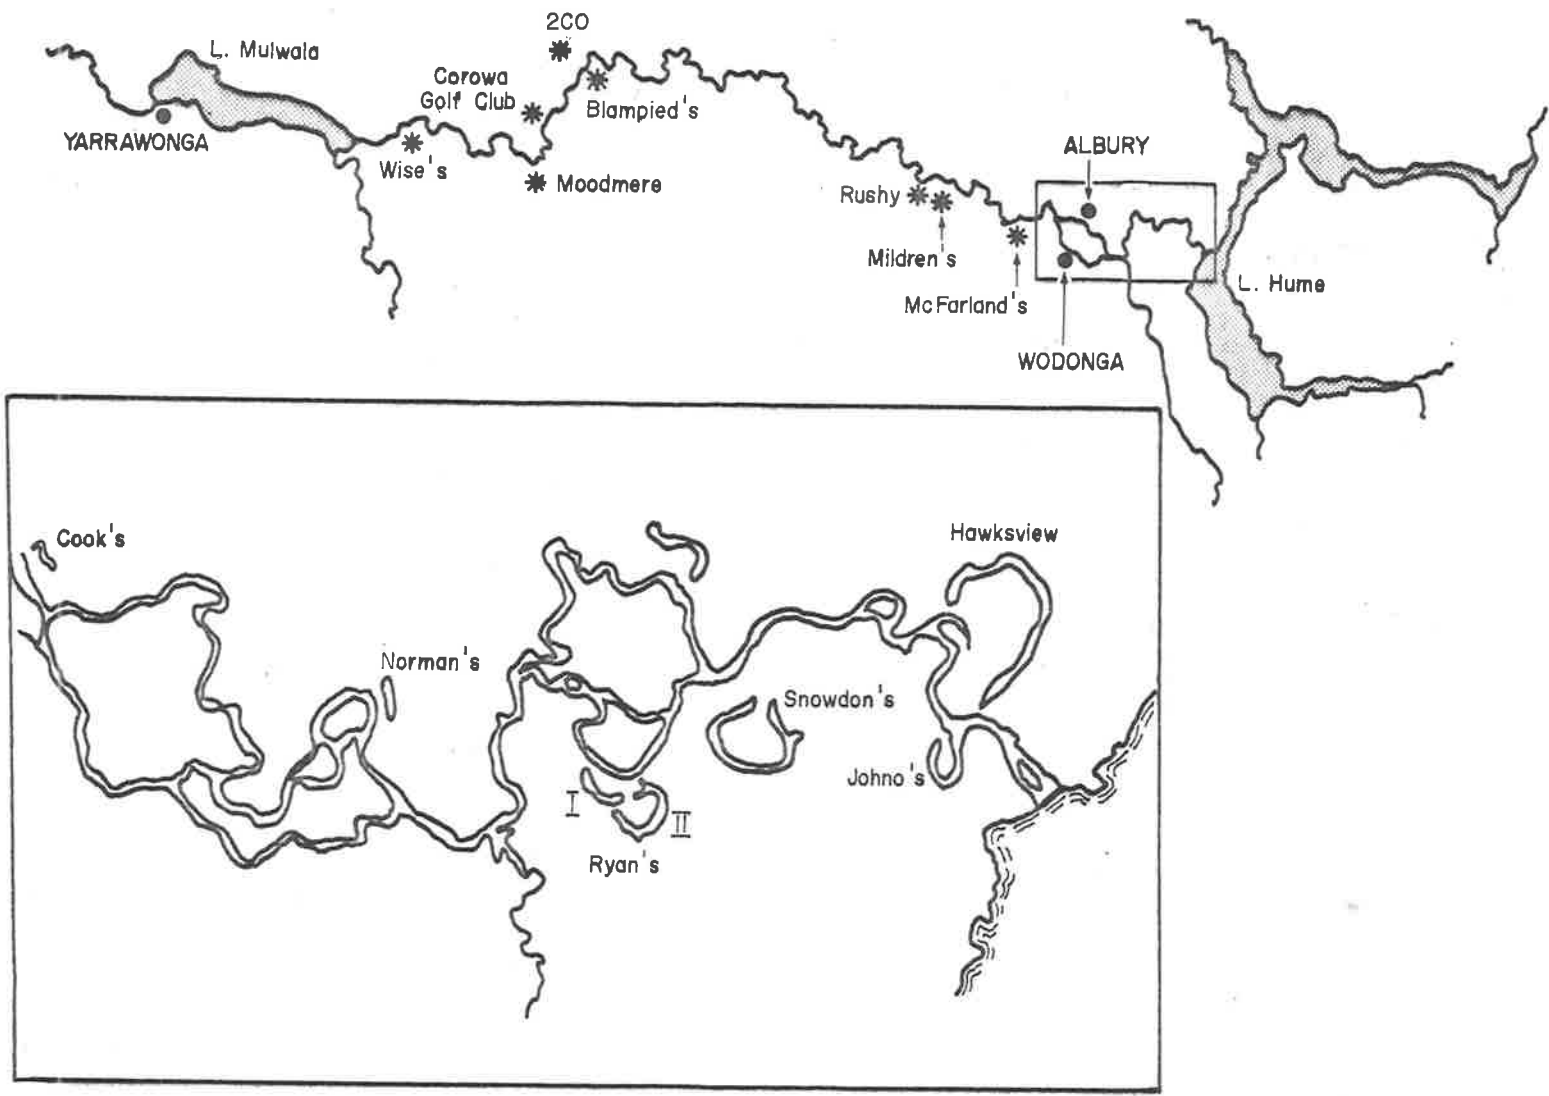 2CO
L. Mulwala
Corowa
Golf Club
Blampied's
YARRAWONGA
Wise's
Moodmere
ALBURY
Rushy
Mildren's
McFarland's
L. Hume
WODONGA
Cook's
Hawksview
Norman's
Snowdon's
Johno's
I
II
Ryan's